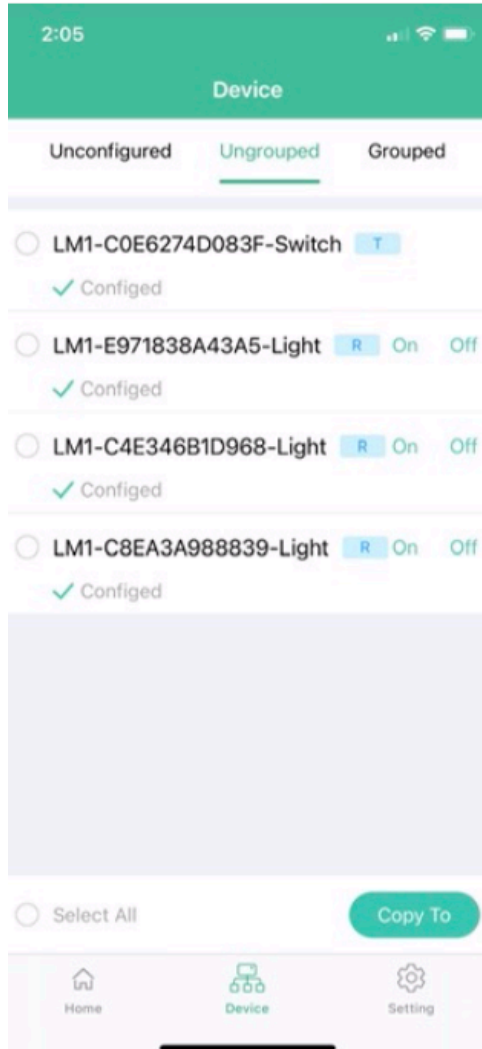 2:05
Device
Unconfigured Ungrouped Grouped
LM1-C0E6274D083F-Switch T
Configed
LM1-E971838A43A5-Light R On Off
Configed
LM1-C4E346B1D968-Light R On Off
Configed
LM1-C8EA3A988839-Light R On Off
Configed
Select All Copy To
Home Device Setting